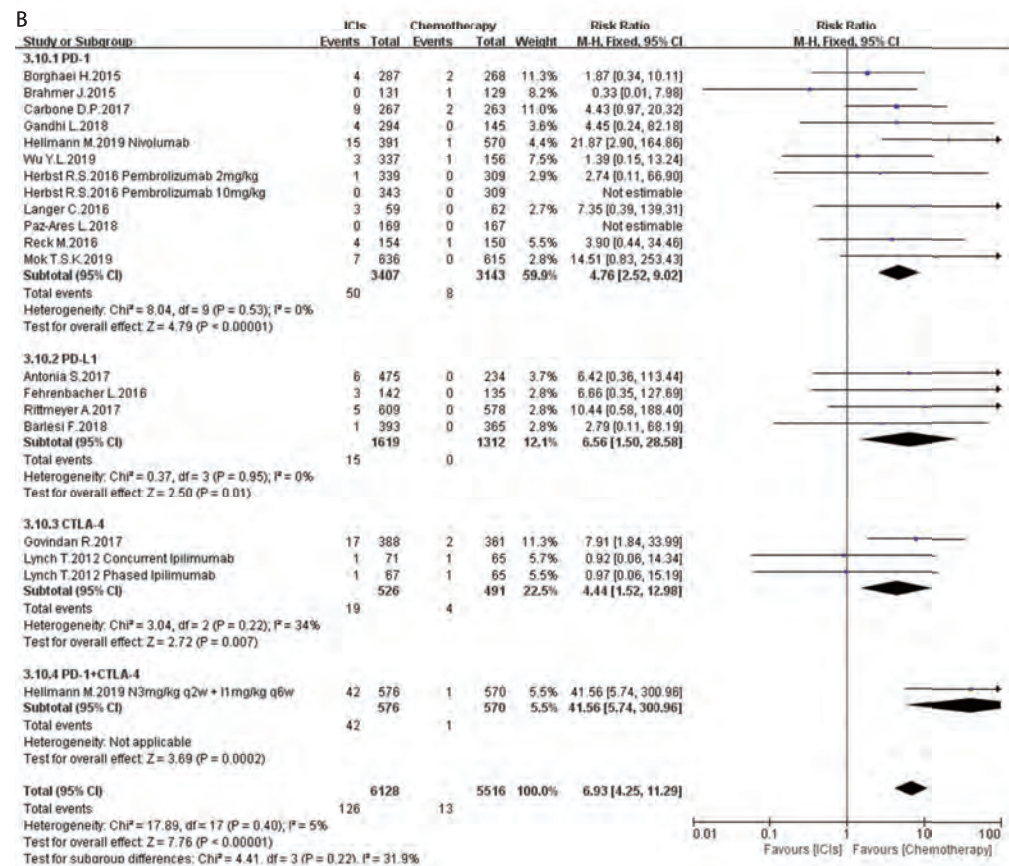 B
ICIs Chemotherapy Risk Ratio Risk Ratio
Study or Subgroup Events Total Events Total Weight M-H, Fixed, 95% CI M-H, Fixed, 95% CI
3.10.1 PD-1
Borghaei H.2015 4 287 2 268 11.3% 1.87 [0.34, 10.11]
Brahmer J.2015 0 131 1 129 8.2% 0.33 [0.01, 7.98]
Carbone D.P.2017 9 267 2 263 11.0% 4.43 [0.97, 20.32]
Gandhi L.2018 4 294 0 145 3.6% 4.45 [0.24, 82.18]
Hellmann M.2019 Nivolumab 15 391 1 570 4.4% 21.87 [2.90, 164.86]
Wu Y.L.2019 3 337 1 156 7.5% 1.39 [0.15, 13.24]
Herbst R.S.2016 Pembrolizumab 2mg/kg 1 339 0 309 2.9% 2.74 [0.11, 66.90]
Herbst R.S.2016 Pembrolizumab 10mg/kg 0 343 0 309 Not estimable
Langer C.2016 3 59 0 62 2.7% 7.35 [0.39, 139.31]
Paz-Ares L.2018 0 169 0 167 Not estimable
Reck M.2016 4 154 1 150 5.5% 3.90 [0.44, 34.46]
Mok T.S.K.2019 7 636 0 615 2.8% 14.51 [0.83, 253.43]
Subtotal (95% CI) 3407 3143 59.9% 4.76 [2.52, 9.02]
Total events 50 8
Heterogeneity: Chi² = 8.04, df = 9 (P = 0.53); I² = 0%
Test for overall effect: Z = 4.79 (P < 0.00001)
3.10.2 PD-L1
Antonia S.2017 6 475 0 234 3.7% 6.42 [0.36, 113.44]
Fehrenbacher L.2016 3 142 0 135 2.8% 6.66 [0.35, 127.69]
Rittmeyer A.2017 5 609 0 578 2.8% 10.44 [0.58, 188.40]
Barlesi F.2018 1 393 0 365 2.8% 2.79 [0.11, 68.19]
Subtotal (95% CI) 1619 1312 12.1% 6.56 [1.50, 28.58]
Total events 15 0
Heterogeneity: Chi² = 0.37, df = 3 (P = 0.95); I² = 0%
Test for overall effect: Z = 2.50 (P = 0.01)
3.10.3 CTLA-4
Govindan R.2017 17 388 2 361 11.3% 7.91 [1.84, 33.99]
Lynch T.2012 Concurrent Ipilimumab 1 71 1 65 5.7% 0.92 [0.06, 14.34]
Lynch T.2012 Phased Ipilimumab 1 67 1 65 5.5% 0.97 [0.06, 15.19]
Subtotal (95% CI) 526 491 22.5% 4.44 [1.52, 12.98]
Total events 19 4
Heterogeneity: Chi² = 3.04, df = 2 (P = 0.22); I² = 34%
Test for overall effect: Z = 2.72 (P = 0.007)
3.10.4 PD-1+CTLA-4
Hellmann M.2019 N3mg/kg q2w + I1mg/kg q6w 42 576 1 570 5.5% 41.56 [5.74, 300.96]
Subtotal (95% CI) 576 570 5.5% 41.56 [5.74, 300.96]
Total events 42 1
Heterogeneity: Not applicable
Test for overall effect: Z = 3.69 (P = 0.0002)
Total (95% CI) 6128 5516 100.0% 6.93 [4.25, 11.29]
Total events 126 13
Heterogeneity: Chi² = 17.89, df = 17 (P = 0.40); I² = 5%
Test for overall effect: Z = 7.76 (P < 0.00001)
Test for subgroup differences: Chi² = 4.41, df = 3 (P = 0.22), I² = 31.9%
0.01 0.1 1 10 100
Favours [ICIs] Favours [Chemotherapy]